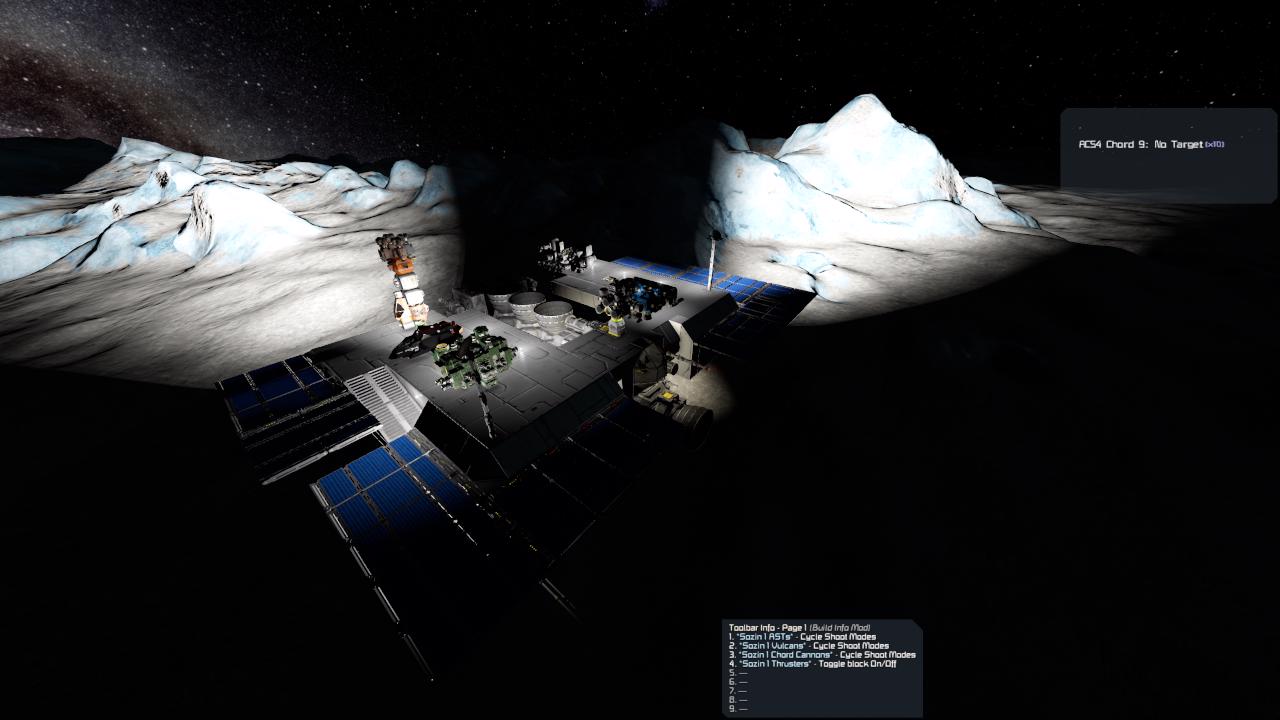 ACS4 Chord 9: No Target (x10)
Toolbar Info - Page 1 (Build Info Mod)
1. "Sozin 1 ASTs" - Cycle Shoot Modes
2. "Sozin 1 Vulcans" - Cycle Shoot Modes
3. "Sozin 1 Chord Cannons" - Cycle Shoot Modes
4. "Sozin 1 Thrusters" - Toggle block On/Off
5. —
6. —
7. —
8. —
9. —